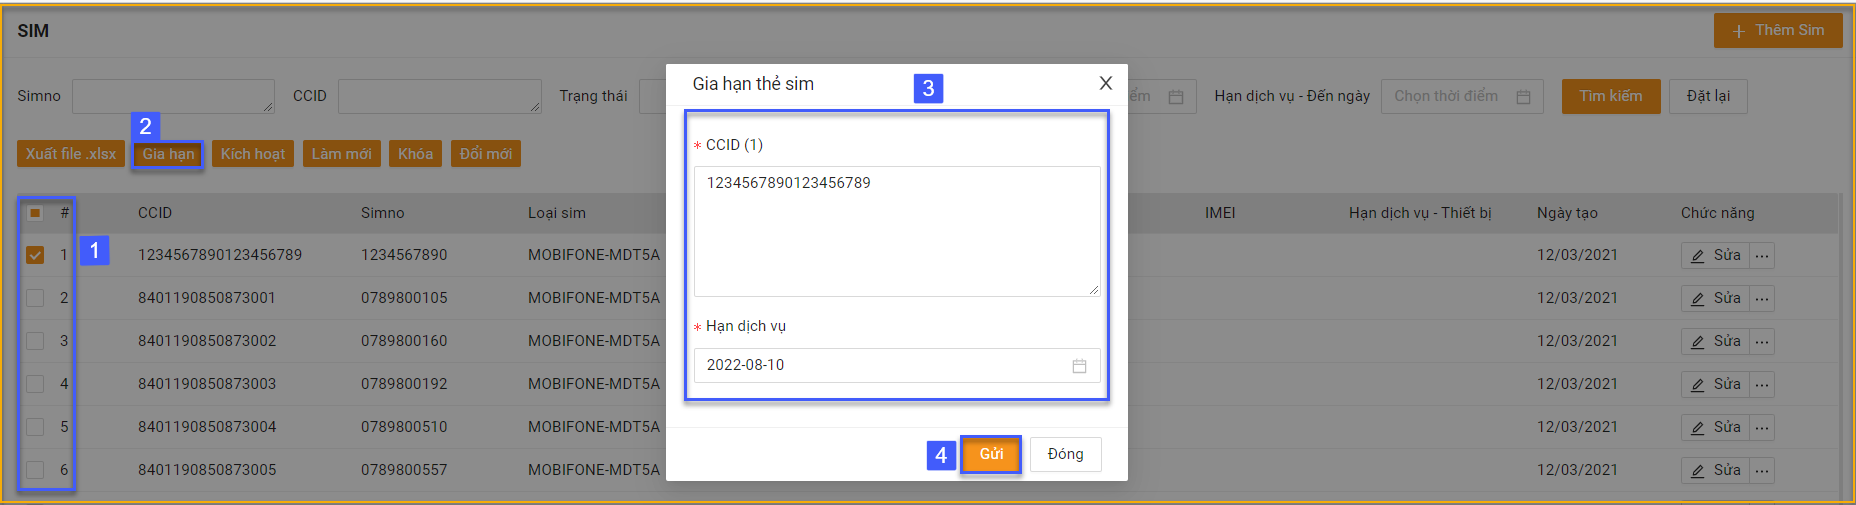 SIM
+ Thêm Sim
Simno
CCID
Trạng thái
điểm
Hạn dịch vụ - Đến ngày
Chọn thời điểm
Tìm kiếm
Đặt lại
2
Xuất file .xlsx
Gia hạn
Kích hoạt
Làm mới
Khóa
Đổi mới
# CCID Simno Loại sim IMEI Hạn dịch vụ - Thiết bị Ngày tạo Chức năng
1
1 1234567890123456789 1234567890 MOBIFONE-MDT5A 12/03/2021 Sửa ...
2 8401190850873001 0789800105 MOBIFONE-MDT5A 12/03/2021 Sửa ...
3 8401190850873002 0789800160 MOBIFONE-MDT5A 12/03/2021 Sửa ...
4 8401190850873003 0789800192 MOBIFONE-MDT5A 12/03/2021 Sửa ...
5 8401190850873004 0789800510 MOBIFONE-MDT5A 12/03/2021 Sửa ...
6 8401190850873005 0789800557 MOBIFONE-MDT5A 12/03/2021 Sửa ...
Gia hạn thẻ sim
3
X
* CCID (1)
1234567890123456789
* Hạn dịch vụ
2022-08-10
4
Gửi
Đóng